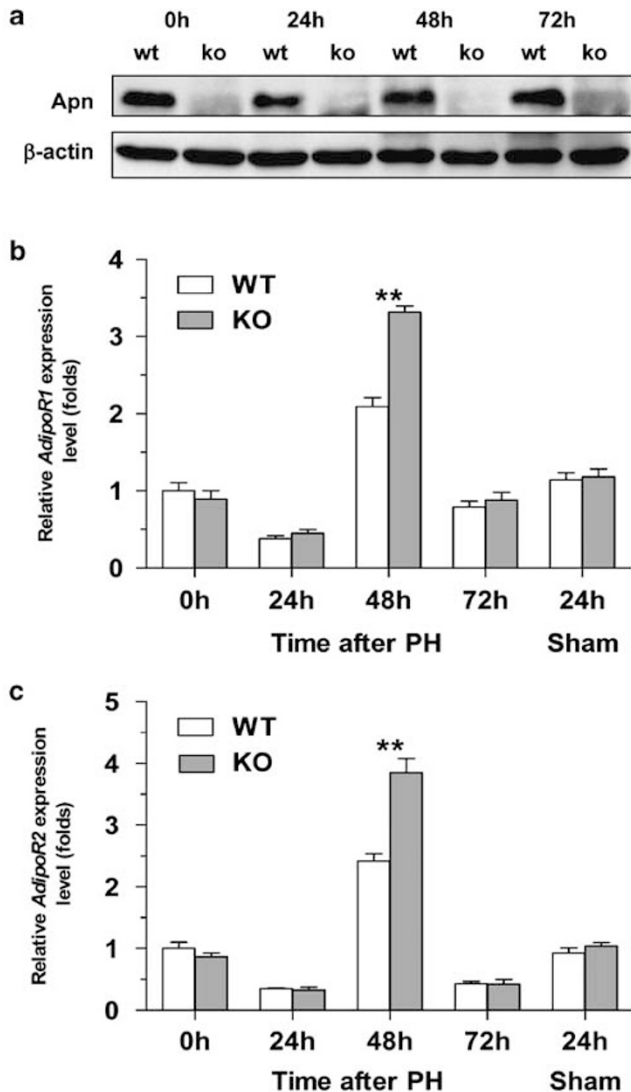 a
0h 24h 48h 72h
wt ko wt ko wt ko wt ko
Apn
β-actin
b
Relative AdipoR1 expression
level (folds)
4
3
2
1
0
WT
KO
**
0h 24h 48h 72h 24h
Time after PH Sham
c
Relative AdipoR2 expression
level (folds)
5
4
3
2
1
0
WT
KO
**
0h 24h 48h 72h 24h
Time after PH Sham